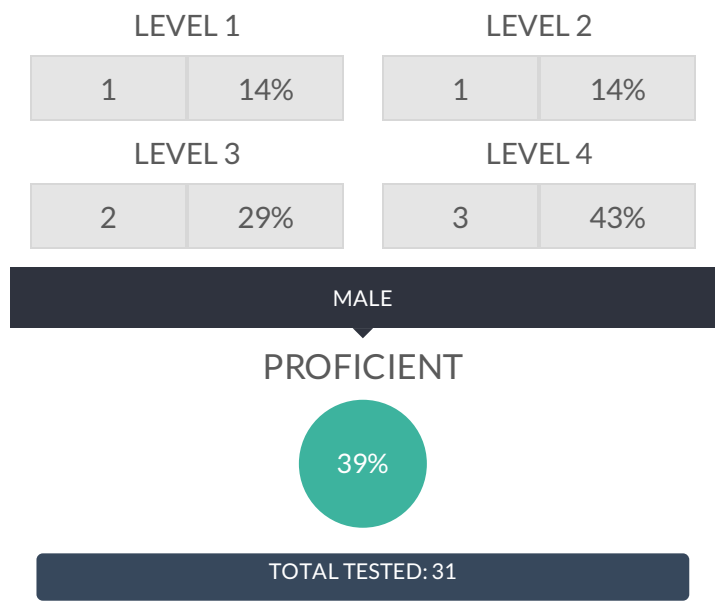 LEVEL 1 LEVEL 2
1 14% 1 14%
LEVEL 3 LEVEL 4
2 29% 3 43%
MALE
PROFICIENT
39%
TOTAL TESTED: 31